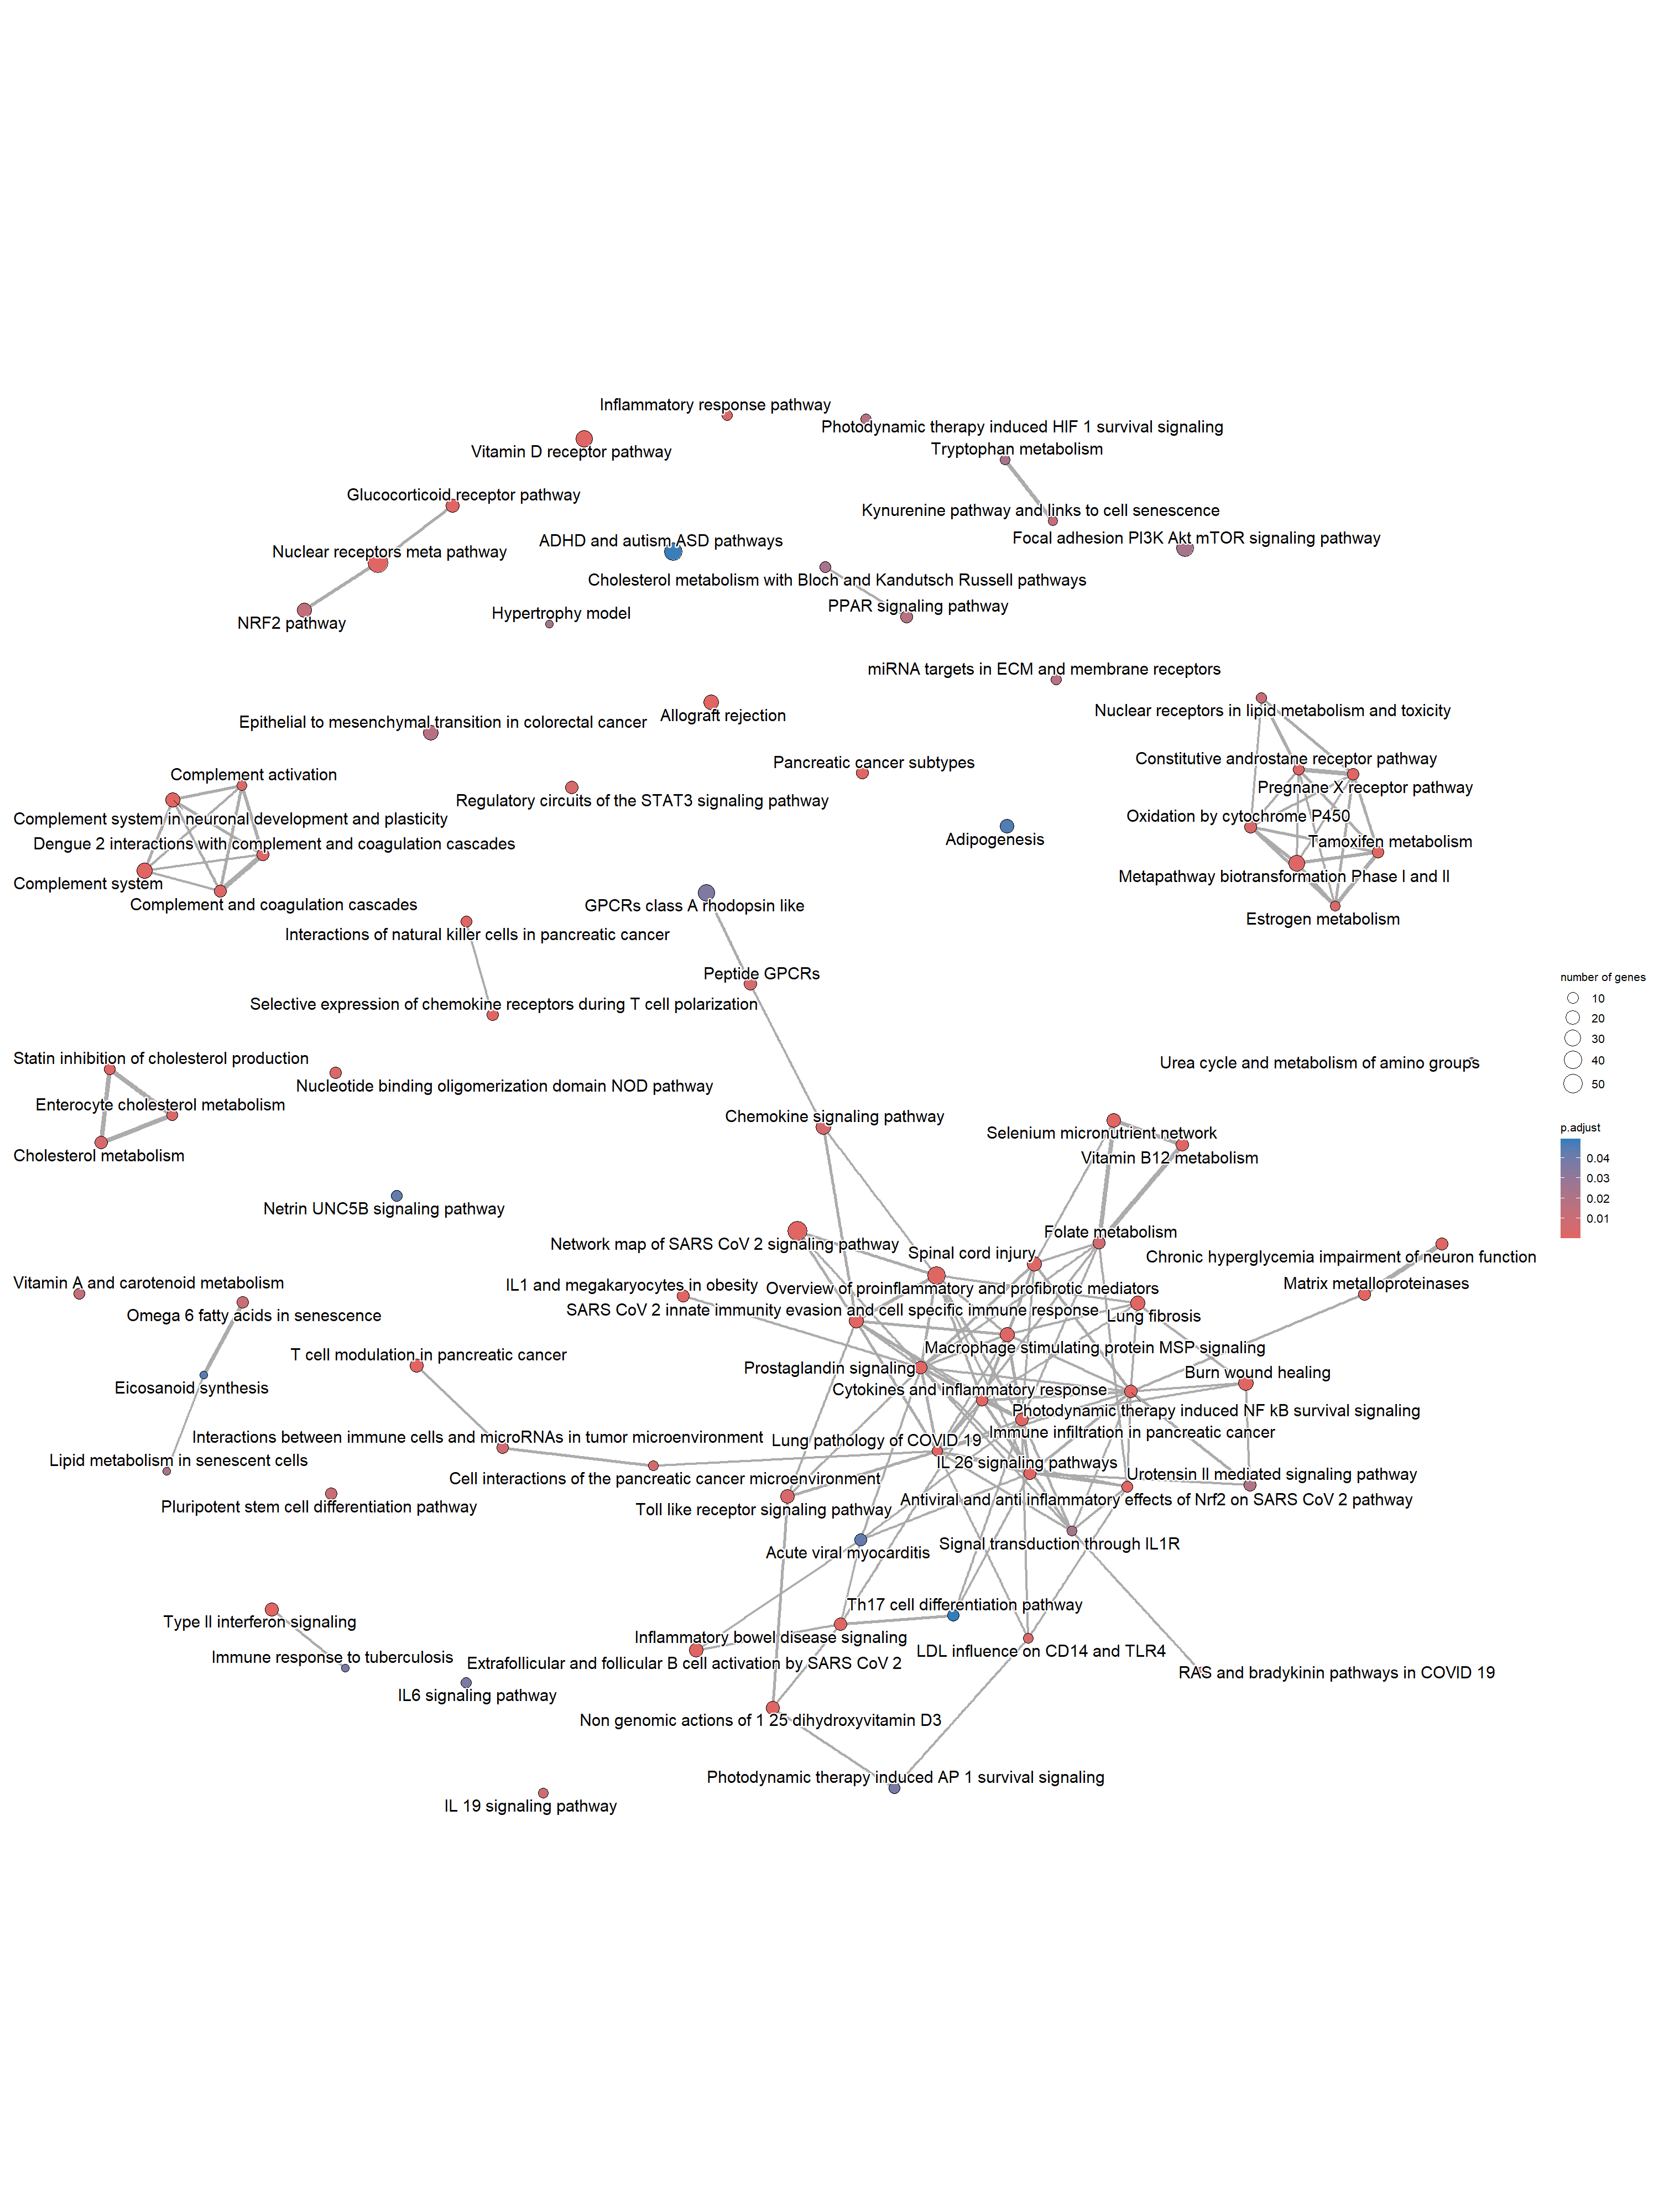 Inflammatory response pathway
Photodynamic therapy induced HIF 1 survival signaling
Vitamin D receptor pathway
Tryptophan metabolism
Glucocorticoid receptor pathway
Kynurenine pathway and links to cell senescence
Focal adhesion PI3K Akt mTOR signaling pathway
ADHD and autism ASD pathways
Nuclear receptors meta pathway
Cholesterol metabolism with Bloch and Kandutsch Russell pathways
PPAR signaling pathway
Hypertrophy model
NRF2 pathway
miRNA targets in ECM and membrane receptors
Nuclear receptors in lipid metabolism and toxicity
Allograft rejection
Epithelial to mesenchymal transition in colorectal cancer
Constitutive androstane receptor pathway
Pancreatic cancer subtypes
Complement activation
Pregnane X receptor pathway
Regulatory circuits of the STAT3 signaling pathway
Oxidation by cytochrome P450
Complement system in neuronal development and plasticity
Adipogenesis
Tamoxifen metabolism
Dengue 2 interactions with complement and coagulation cascades
Metapathway biotransformation Phase I and II
Complement system
Complement and coagulation cascades
GPCRs class A rhodopsin like
Estrogen metabolism
Interactions of natural killer cells in pancreatic cancer
Peptide GPCRs
number of genes
10
20
30
40
50
Selective expression of chemokine receptors during T cell polarization
Statin inhibition of cholesterol production
Urea cycle and metabolism of amino groups
Nucleotide binding oligomerization domain NOD pathway
Enterocyte cholesterol metabolism
Chemokine signaling pathway
p.adjust
0.04
0.03
0.02
0.01
Selenium micronutrient network
Cholesterol metabolism
Vitamin B12 metabolism
Netrin UNC5B signaling pathway
Folate metabolism
Network map of SARS CoV 2 signaling pathway
Spinal cord injury
Chronic hyperglycemia impairment of neuron function
Vitamin A and carotenoid metabolism
IL1 and megakaryocytes in obesity
Overview of proinflammatory and profibrotic mediators
Matrix metalloproteinases
SARS CoV 2 innate immunity evasion and cell specific immune response
Omega 6 fatty acids in senescence
Lung fibrosis
Macrophage stimulating protein MSP signaling
T cell modulation in pancreatic cancer
Prostaglandin signaling
Burn wound healing
Eicosanoid synthesis
Cytokines and inflammatory response
Photodynamic therapy induced NF kB survival signaling
Immune infiltration in pancreatic cancer
Interactions between immune cells and microRNAs in tumor microenvironment
Lung pathology of COVID 19
Lipid metabolism in senescent cells
IL 26 signaling pathways
Cell interactions of the pancreatic cancer microenvironment
Urotensin II mediated signaling pathway
Antiviral and anti inflammatory effects of Nrf2 on SARS CoV 2 pathway
Pluripotent stem cell differentiation pathway
Toll like receptor signaling pathway
Signal transduction through IL1R
Acute viral myocarditis
Th17 cell differentiation pathway
Type II interferon signaling
Inflammatory bowel disease signaling
LDL influence on CD14 and TLR4
Immune response to tuberculosis
Extrafollicular and follicular B cell activation by SARS CoV 2
RAS and bradykinin pathways in COVID 19
IL6 signaling pathway
Non genomic actions of 1 25 dihydroxyvitamin D3
Photodynamic therapy induced AP 1 survival signaling
IL 19 signaling pathway